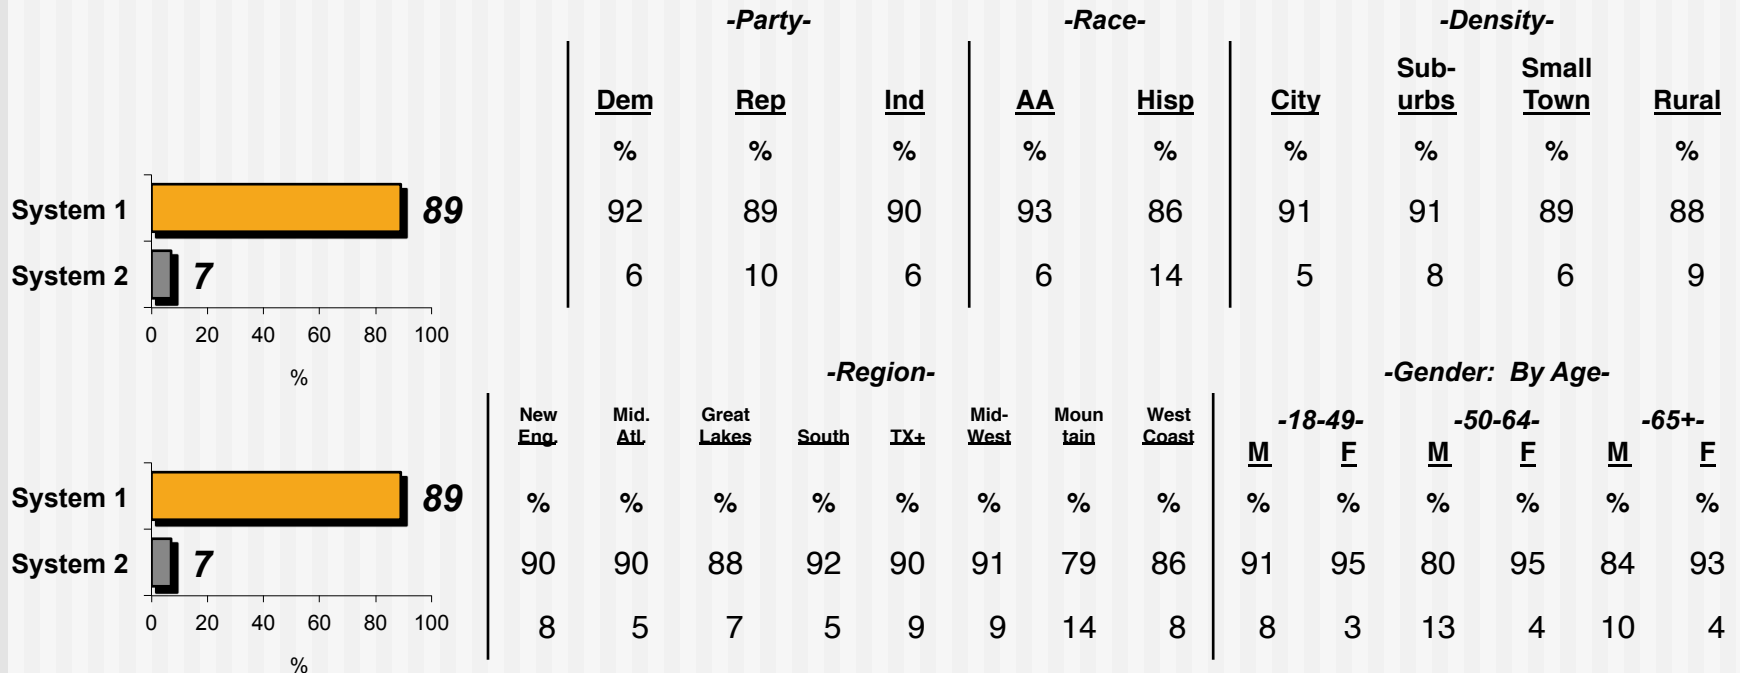 -Party- -Race- -Density-
Sub- Small
Dem Rep Ind AA Hisp City urbs Town Rural
% % % % % % % % %
System 1 89 92 89 90 93 86 91 91 89 88
System 2 7 6 10 6 6 14 5 8 6 9
0 20 40 60 80 100
%
-Region- -Gender: By Age-
New Mid. Great Mid- Moun West -18-49- -50-64- -65+-
Eng. Atl. Lakes South TX+ West tain Coast
M F M F M F
System 1 89 % % % % % % % % % % % % % %
System 2 7 90 90 88 92 90 91 79 86 91 95 80 95 84 93
0 20 40 60 80 100 8 5 7 5 9 9 14 8 8 3 13 4 10 4
%